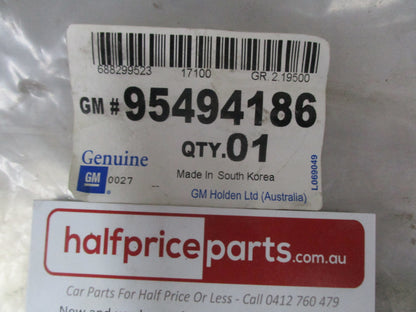 688299523 17100 GR. 2.19500
GM # 95494186
QTY.01
Genuine
GM 0027
Made In South Korea
GM Holden Ltd (Australia)
L069049
halfpriceparts.com.au
Car Parts For Half Price Or Less - Call 0412 760 479